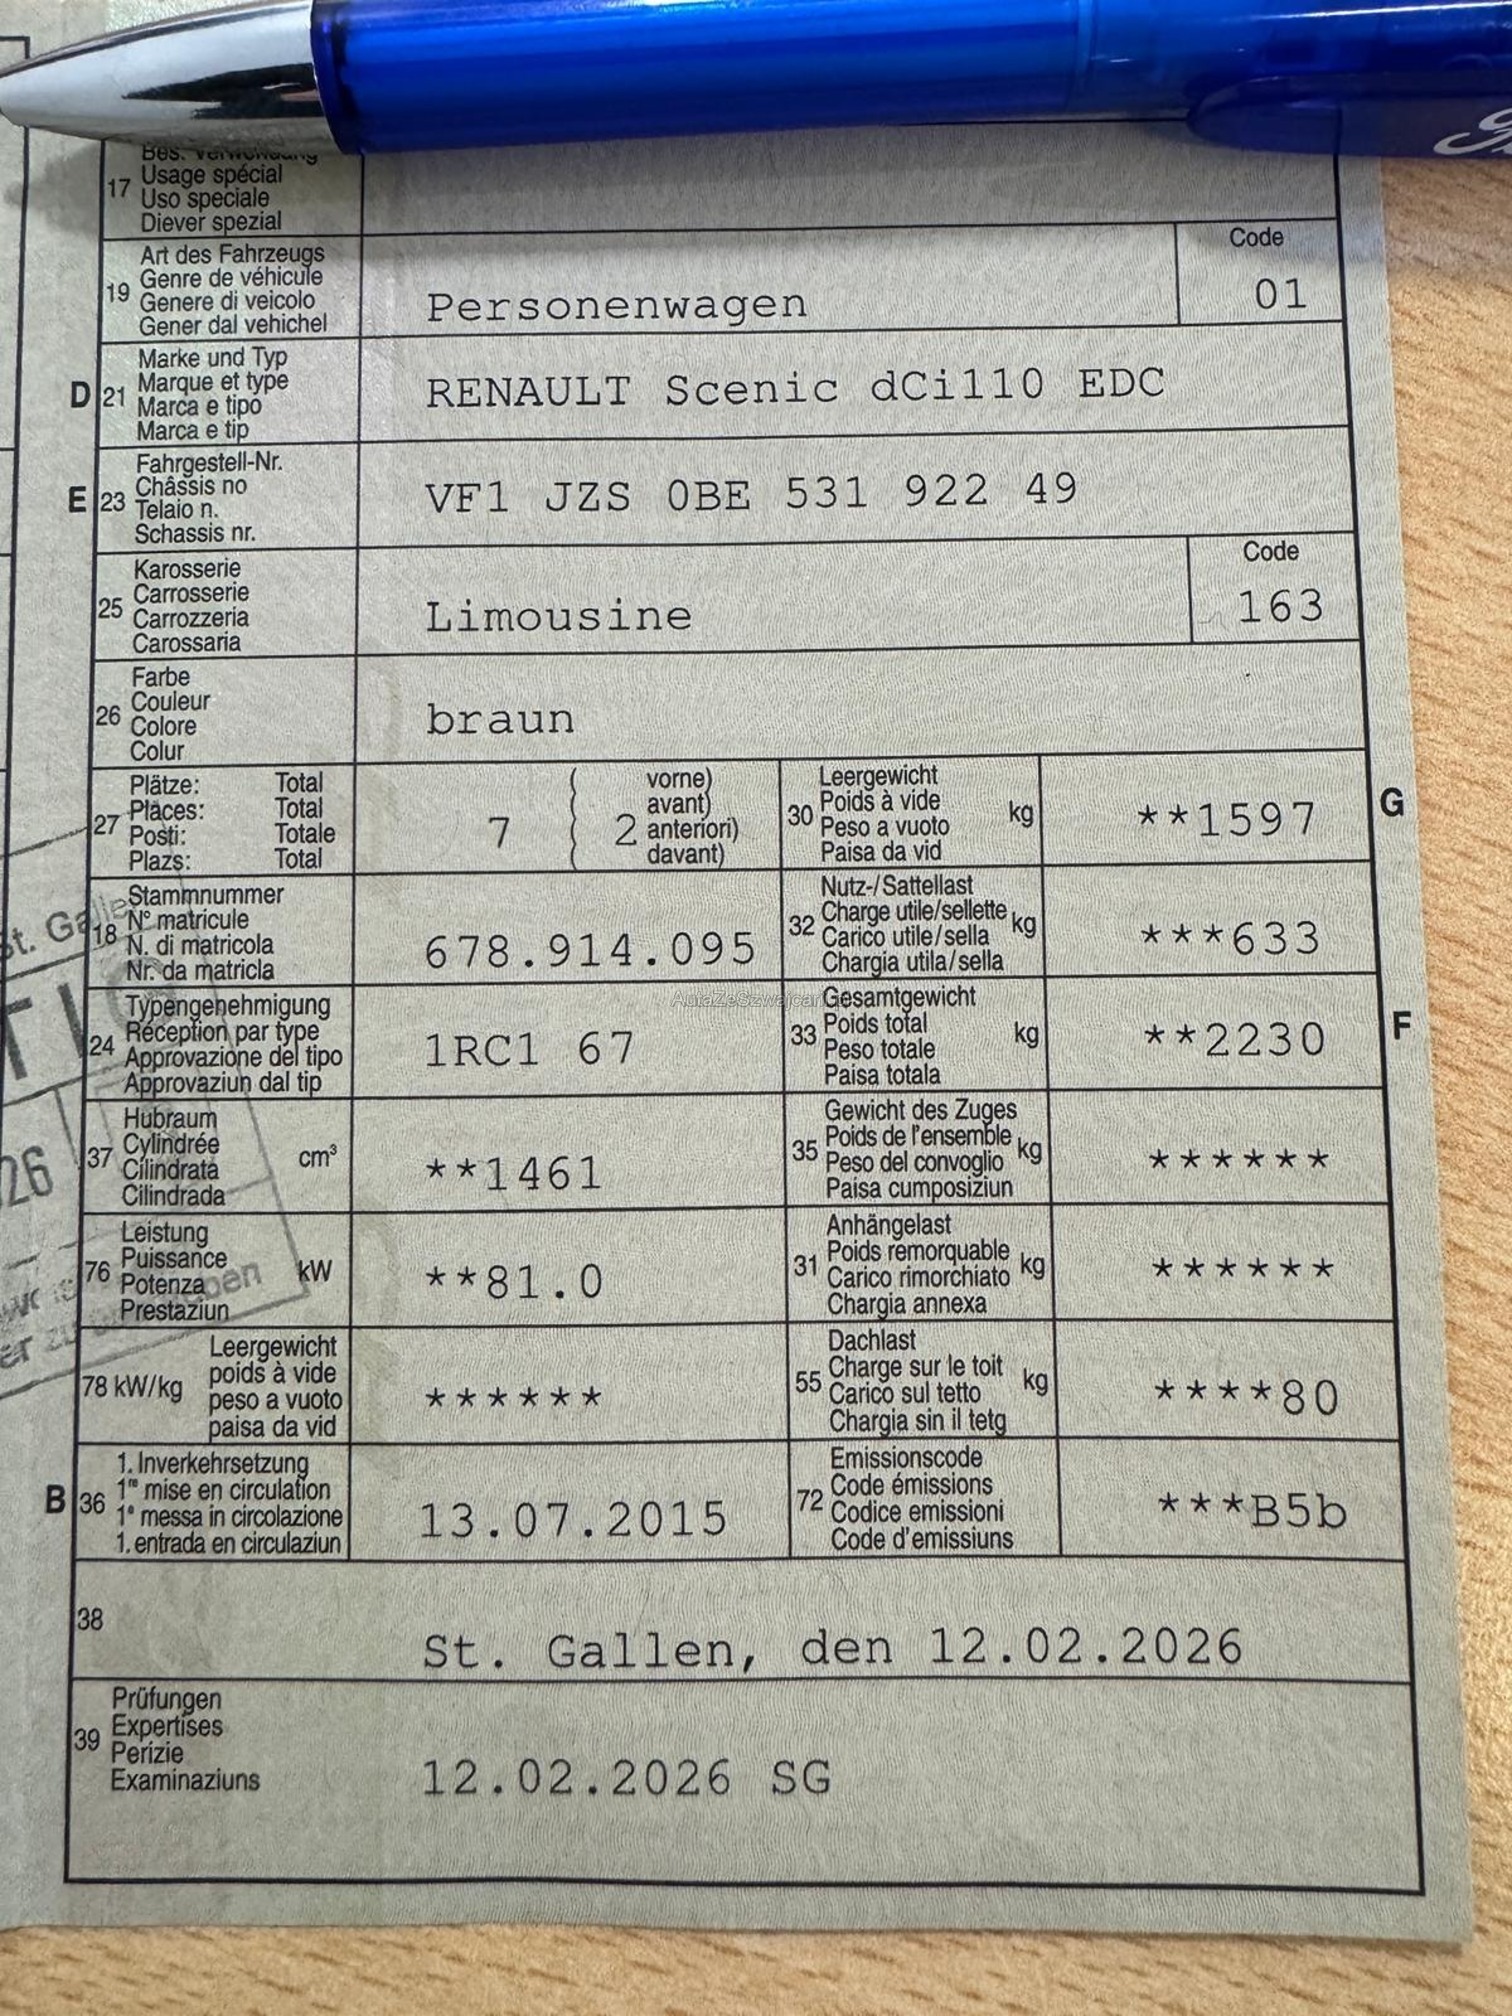 Bes. Verwendung
17 Usage spécial
Uso speciale
Diever spezial
Art des Fahrzeugs
19 Genre de véhicule
Genere di veicolo
Gener dal vehichel
Personenwagen
Code
01
D 21 Marke und Typ
Marque et type
Marca e tipo
Marca e tip
RENAULT Scenic dCi110 EDC
E 23 Fahrgestell-Nr.
Châssis no
Telaio n.
Schassis nr.
VF1 JZS 0BE 531 922 49
25 Karosserie
Carrosserie
Carrozzeria
Carossaria
Limousine
Code
163
26 Farbe
Couleur
Colore
Colur
braun
27 Plätze: Total
Places: Total
Posti: Totale
Plazs: Total
7 ( 2 vorne)
avant)
anteriori)
davant)
30 Leergewicht
Poids à vide kg
Peso a vuoto
Paisa da vid
**1597 G
18 Stammnummer
N° matricule
N. di matricola
Nr. da matricla
678.914.095
32 Nutz-/Sattellast
Charge utile/sellette kg
Carico utile/sella
Chargia utila/sella
***633
24 Typengenehmigung
Réception par type
Approvazione del tipo
Approvaziun dal tip
1RC1 67
33 Gesamtgewicht
Poids total kg
Peso totale
Paisa totala
**2230 F
37 Hubraum
Cylindrée cm³
Cilindrata
Cilindrada
**1461
35 Gewicht des Zuges
Poids de l'ensemble kg
Peso del convoglio
Paisa cumposiziun
******
76 Leistung
Puissance kW
Potenza
Prestaziun
**81.0
31 Anhängelast
Poids remorquable kg
Carico rimorchiato
Chargia annexa
******
78 kW/kg Leergewicht
poids à vide
peso a vuoto
paisa da vid
******
55 Dachlast
Charge sur le toit kg
Carico sul tetto
Chargia sin il tetg
****80
B 36 1. Inverkehrsetzung
1re mise en circulation
1a messa in circolazione
1. entrada en circulaziun
13.07.2015
72 Emissionscode
Code émissions
Codice emissioni
Code d'emissiuns
***B5b
38
St. Gallen, den 12.02.2026
39 Prüfungen
Expertises
Perizie
Examinaziuns
12.02.2026 SG
St. Galle
26